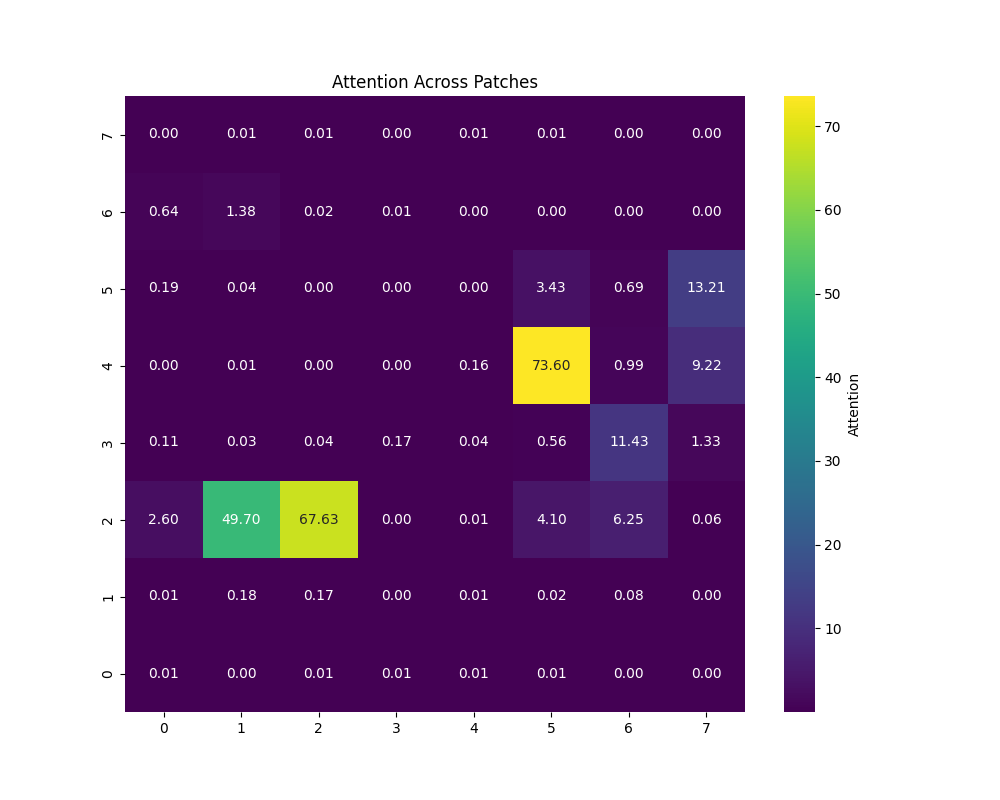 Attention Across Patches
7 0.00 0.01 0.01 0.00 0.01 0.01 0.00 0.00 70
6 0.64 1.38 0.02 0.01 0.00 0.00 0.00 0.00 60
5 0.19 0.04 0.00 0.00 0.00 3.43 0.69 13.21 50
4 0.00 0.01 0.00 0.00 0.16 73.60 0.99 9.22 40
Attention
3 0.11 0.03 0.04 0.17 0.04 0.56 11.43 1.33 30
2 2.60 49.70 67.63 0.00 0.01 4.10 6.25 0.06 20
1 0.01 0.18 0.17 0.00 0.01 0.02 0.08 0.00 10
0 0.01 0.00 0.01 0.01 0.01 0.01 0.00 0.00
0 1 2 3 4 5 6 7